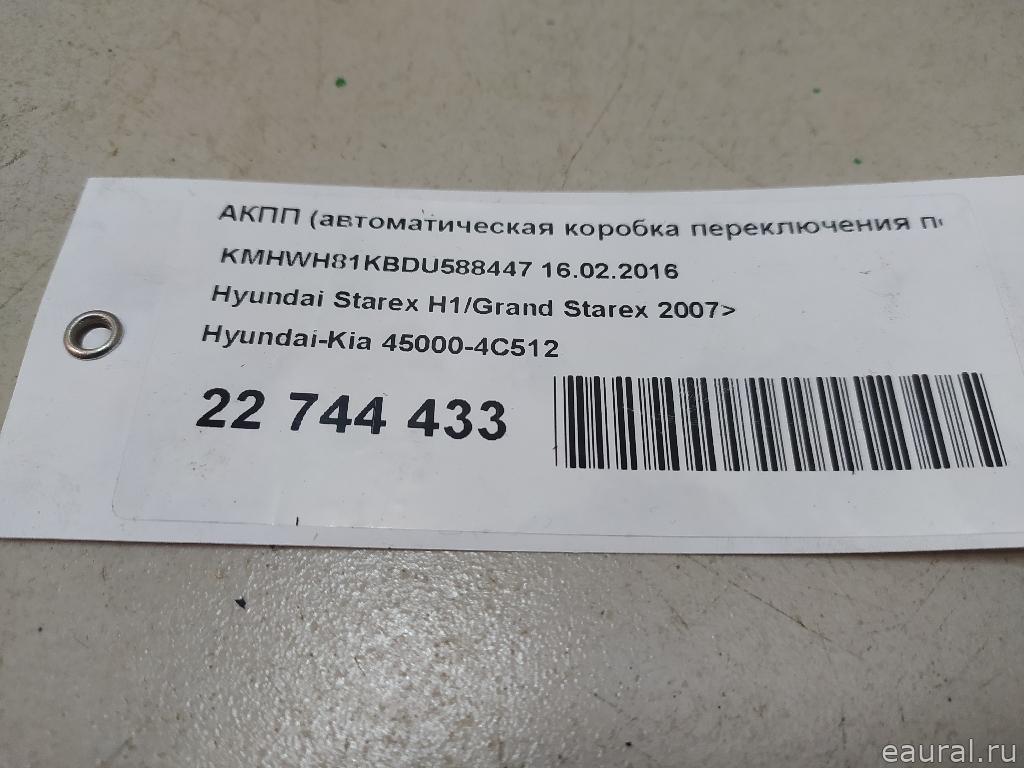 АКПП (автоматическая коробка переключения
KMHWH81KBDU588447 16.02.2016
Hyundai Starex H1/Grand Starex 2007>
Hyundai-Kia 45000-4C512
22 744 433
eaural.ru